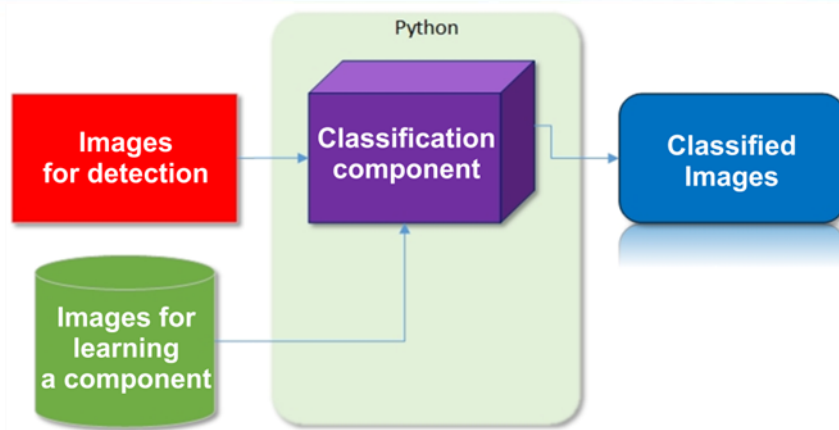 Python
Images
for detection
Classification
component
Classified
Images
Images for
learning
a component